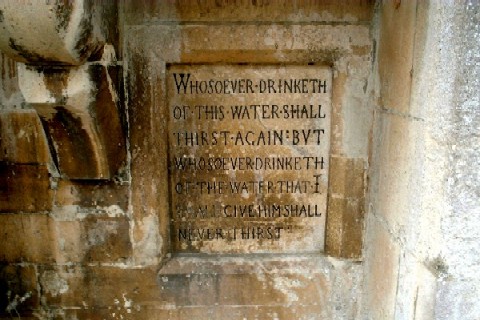 WHOSOEVER·DRINKETH
OF·THIS·WATER·SHALL
THIRST·AGAIN:BVT
WHOSOEVER·DRINKETH
OF·THE·WATER·THAT·I
SHALL GIVE HIM SHALL
NEVER·THIRST